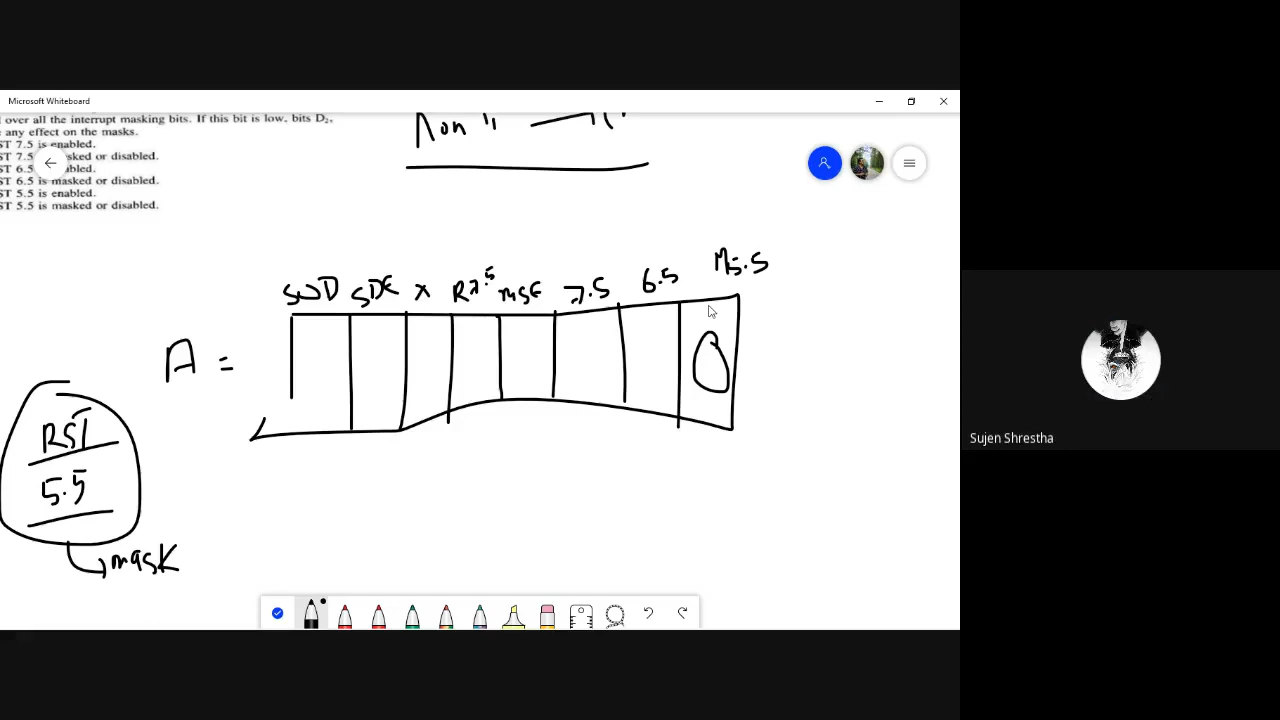 Microsoft Whiteboard
l over all the interrupt masking bits. If this bit is low, bits D₂,
any effect on the masks.
ST 7.5 is enabled.
ST 7.5 sked or disabled.
ST 6.5 bled.
ST 6.5 is masked or disabled.
ST 5.5 is enabled.
ST 5.5 is masked or disabled.
Non
SOD SDE x R7.5 MSE 7.5 6.5 M5.5
A = 0
RST
5.5
mask
Sujen Shrestha